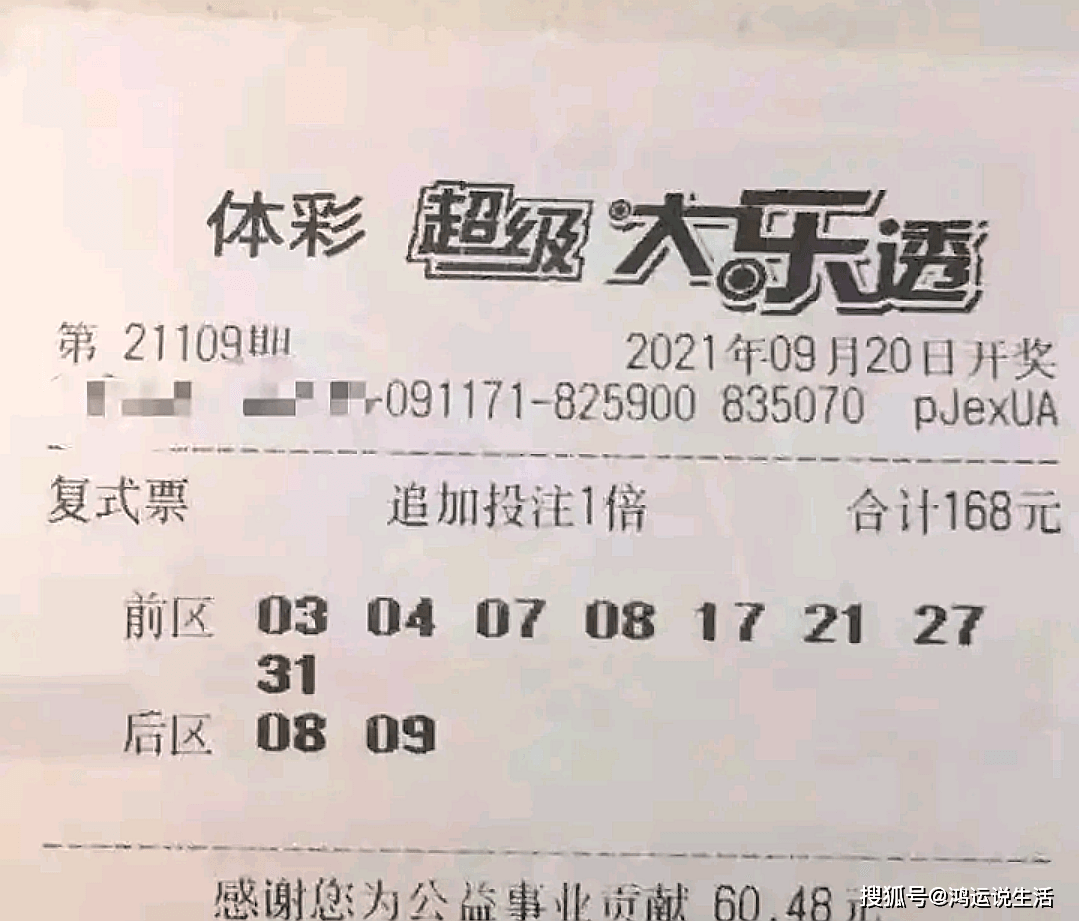 体彩 超级大乐透
第 21109期
2021年09月20日开奖
-091171-825900 835070 pJexUA
复式票 追加投注1倍 合计168元
前区 03 04 07 08 17 21 27
31
后区 08 09
感谢您为公益事业贡献 60.48元
搜狐号@鸿运说生活